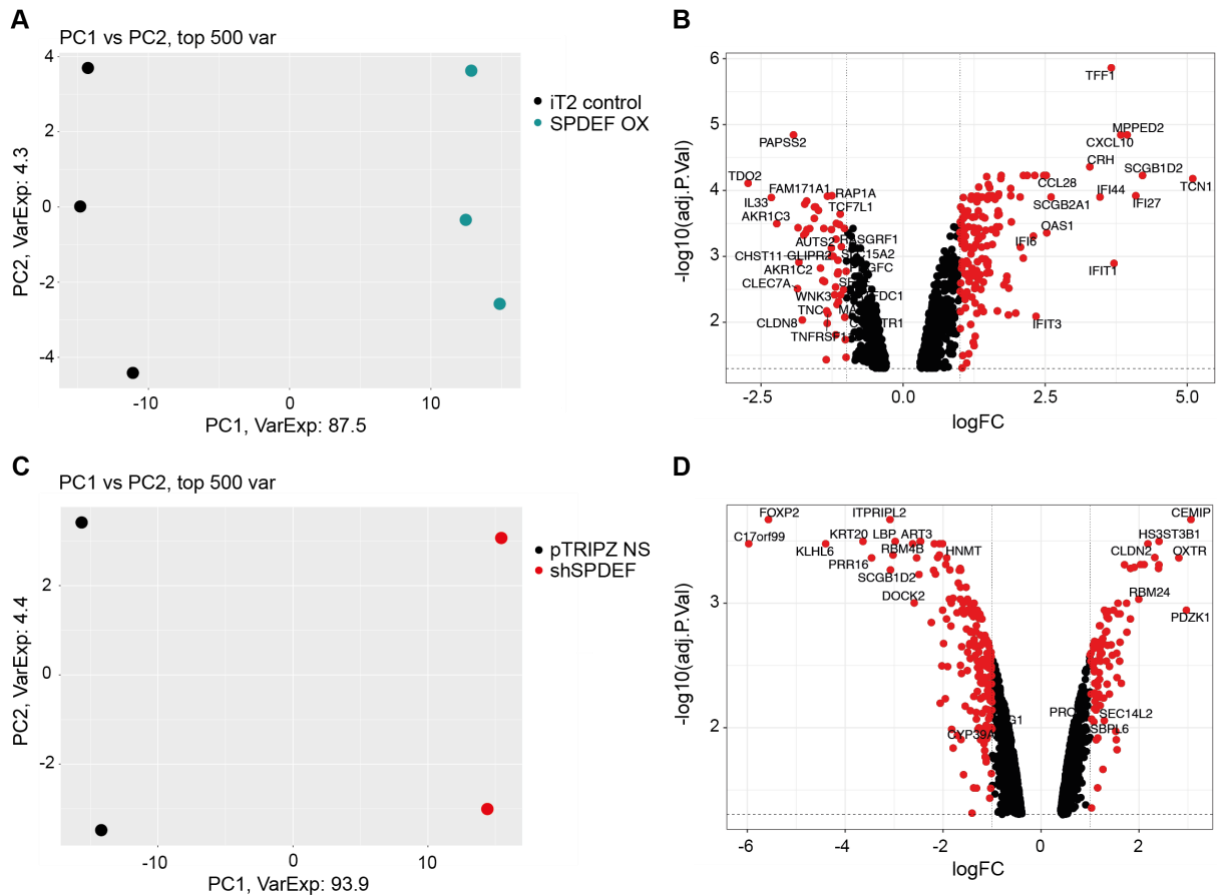 A
PC1 vs PC2, top 500 var
4
2
0
-2
-4
PC2, VarExp: 4.3
-10
0
10
PC1, VarExp: 87.5
iT2 control
SPDEF OX
B
6
5
4
3
2
-log10(adj.P.Val)
TFF1
MPPED2
CXCL10
CRH
SCGB1D2
TCN1
CCL28
IFI44
SCGB2A1
IFI27
OAS1
IFI6
IFIT1
IFIT3
PAPSS2
TDO2
FAM171A1
RAP1A
IL33
TCF7L1
AKR1C3
AUTS2
RASGRF1
CHST11
GLIPR2
AKR1C2
CLEC7A
WNK3
TNC
CLDN8
-2.5
0.0
2.5
5.0
logFC
C
PC1 vs PC2, top 500 var
2
0
-2
PC2, VarExp: 4.4
-10
0
10
PC1, VarExp: 93.9
pTRIPZ NS
shSPDEF
D
3
2
-log10(adj.P.Val)
FOXP2
ITPRIPL2
CEMIP
C17orf99
KRT20
LBP
ART3
HS3ST3B1
KLHL6
RBM4B
HNMT
CLDN2
OXTR
PRR16
SCGB1D2
DOCK2
RBM24
PDZK1
SEC14L2
-6
-4
-2
0
2
logFC